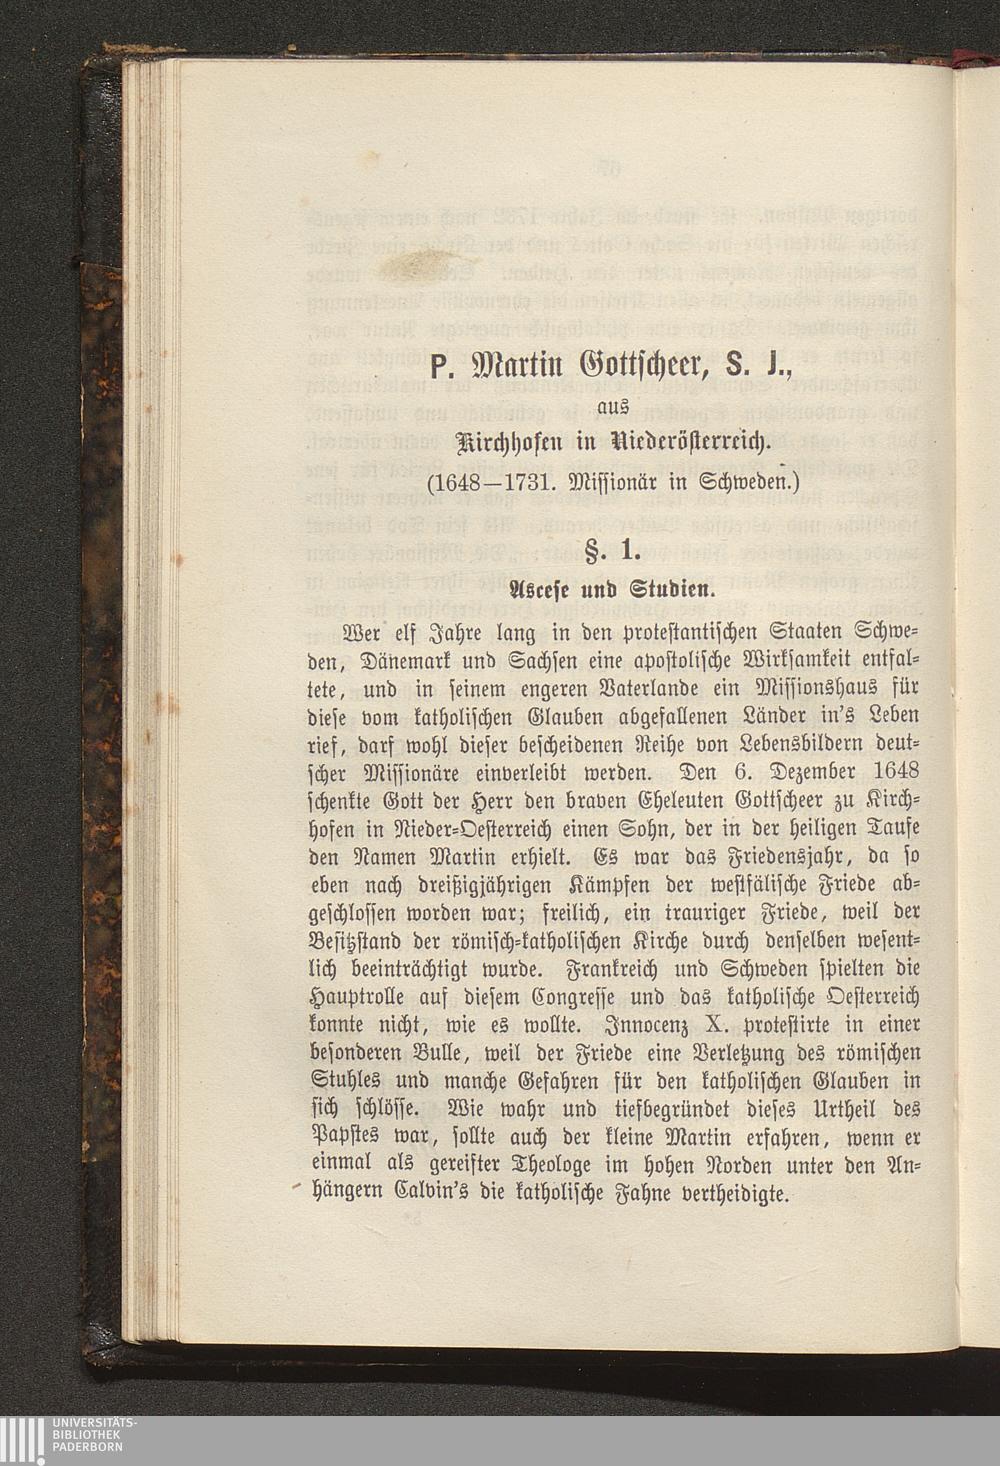 P. Martin Gottscheer, S. J.,
aus
Kirchhofen in Niederösterreich.
(1648—1731. Missionär in Schweden.)
§. 1.
Ascese und Studien.
Wer elf Jahre lang in den protestantischen Staaten Schwe-
den, Dänemark und Sachsen eine apostolische Wirksamkeit entfal-
tete, und in seinem engeren Vaterlande ein Missionshaus für
diese vom katholischen Glauben abgefallenen Länder in's Leben
rief, darf wohl dieser bescheidenen Reihe von Lebensbildern deut-
scher Missionäre einverleibt werden. Den 6. Dezember 1648
schenkte Gott der Herr den braven Eheleuten Gottscheer zu Kirch-
hofen in Nieder-Oesterreich einen Sohn, der in der heiligen Taufe
den Namen Martin erhielt. Es war das Friedensjahr, da so
eben nach dreißigjährigen Kämpfen der westfälische Friede ab-
geschlossen worden war; freilich, ein trauriger Friede, weil der
Besitzstand der römisch-katholischen Kirche durch denselben wesent-
lich beeinträchtigt wurde. Frankreich und Schweden spielten die
Hauptrolle auf diesem Congresse und das katholische Oesterreich
konnte nicht, wie es wollte. Innocenz X. protestirte in einer
besonderen Bulle, weil der Friede eine Verletzung des römischen
Stuhles und manche Gefahren für den katholischen Glauben in
sich schlösse. Wie wahr und tiefbegründet dieses Urtheil des
Papstes war, sollte auch der kleine Martin erfahren, wenn er
einmal als gereifter Theologe im hohen Norden unter den An-
hängern Calvin's die katholische Fahne vertheidigte.
UNIVERSITÄTS-
BIBLIOTHEK
PADERBORN